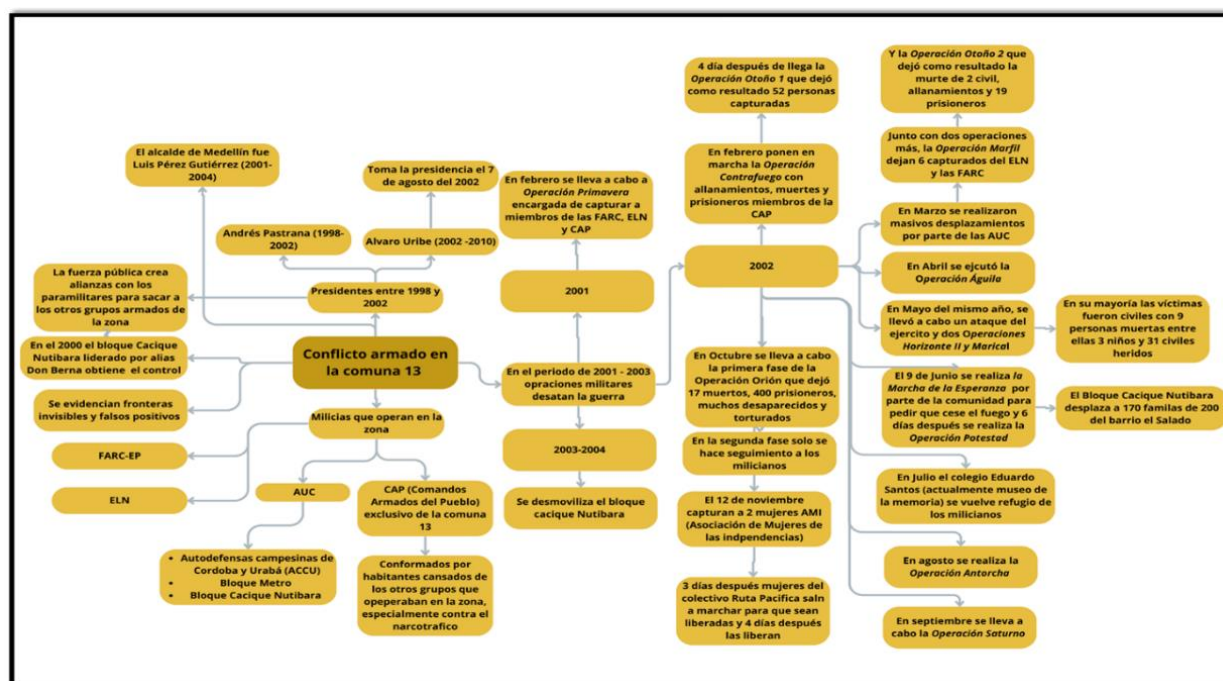 Conflicto armado en
la comuna 13
El alcalde de Medellín fue
Luis Pérez Gutiérrez (2001-
2004)
Presidentes entre 1998 y
2002
Andrés Pastrana (1998-
2002)
Alvaro Uribe (2002 -2010)
Toma la presidencia el 7
de agosto del 2002
La fuerza pública crea
alianzas con los
paramilitares para sacar a
los otros grupos armados
de la zona
En el 2000 el bloque Cacique
Nutibara liderado por alias
Don Berna obtiene el control
Se evidencian fronteras
invisibles y falsos positivos
Milicias que operan en la
zona
FARC-EP
ELN
AUC
• Autodefensas campesinas de
Cordoba y Urabá (ACCU)
• Bloque Metro
• Bloque Cacique Nutibara
CAP (Comandos
Armados del Pueblo)
exclusivo de la comuna
13
Conformados por
habitantes cansados de
los otros grupos que
opeperaban en la zona,
especialmente contra el
narcotrafico
En el periodo de 2001 - 2003
opraciones militares
desatan la guerra
2001
En febrero se lleva a cabo a
Operación Primavera
encargada de capturar a
miembros de las FARC, ELN
y CAP
2003-2004
Se desmoviliza el bloque
cacique Nutibara
2002
En febrero ponen en
marcha la Operación
Contrafuego con
allanamientos, muertes y
prisioneros miembros de la
CAP
4 día después de llega la
Operación Otoño 1 que dejó
como resultado 52 personas
capturadas
En Marzo se realizaron
masivos desplazamientos
por parte de las AUC
Junto con dos operaciones
más, la Operación Marfil
dejan 6 capturados del ELN
y las FARC
Y la Operación Otoño 2 que
dejó como resultado la
murte de 2 civil,
allanamientos y 19
prisioneros
En Abril se ejcutó la
Operación Águila
En Mayo del mismo año, se
llevó a cabo un ataque del
ejercito y dos Operaciones
Horizonte II y Marical
En su mayoría las víctimas
fueron civiles con 9
personas muertas entre
ellas 3 niños y 31 civiles
heridos
El 9 de Junio se realiza la
Marcha de la Esperanza por
parte de la comunidad para
pedir que cese el fuego y 6
días después se realiza la
Operación Potestad
El Bloque Cacique Nutibara
desplaza a 170 familas de 200
del barrio el Salado
En Julio el colegio Eduardo
Santos (actualmente museo de
la memoria) se vuelve refugio
de los milicianos
En agosto se realiza la
Operación Antorcha
En septiembre se lleva a
cabo la Operación Saturno
En Octubre se lleva a cabo
la primera fase de la
Operación Orión que dejó
17 muertos, 400 prisioneros,
muchos desaparecidos y
torturados
En la segunda fase solo se
hace seguimiento a los
milicianos
El 12 de noviembre
capturan a 2 mujeres AMI
(Asociación de Mujeres de
las indpendencias)
3 días después mujeres del
colectivo Ruta Pacifica saln
a marchar para que sean
liberadas y 4 días después
las liberan